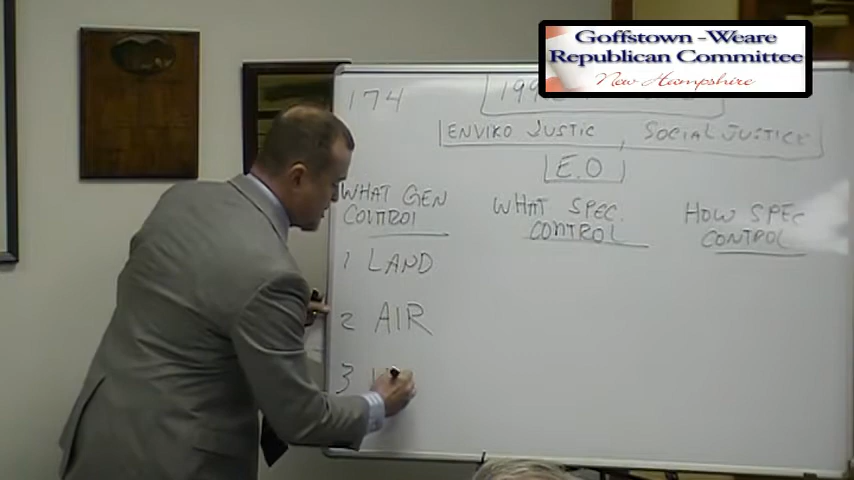 Goffstown -Weare
Republican Committee
New Hampshire
174
ENVIRO JUSTIC, SOCIAL JUSTICE
E.O
WHAT GEN
CONTROL
WHAT SPEC.
CONTROL
HOW SPEC
CONTROL
1 LAND
2 AIR
3